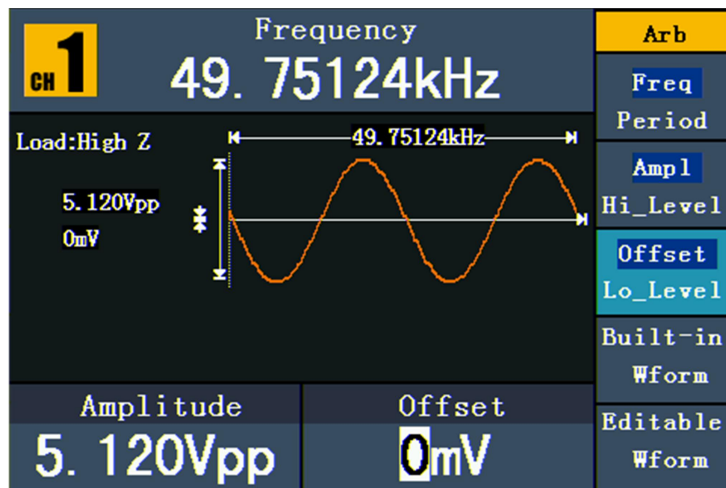 CH 1
Frequency
49.75124kHz
Load:High Z
49.75124kHz
5.120Vpp
0mV
Amplitude
5.120Vpp
Offset
0mV
Arb
Freq
Period
Ampl
Hi_Level
Offset
Lo_Level
Built-in
Wform
Editable
Wform